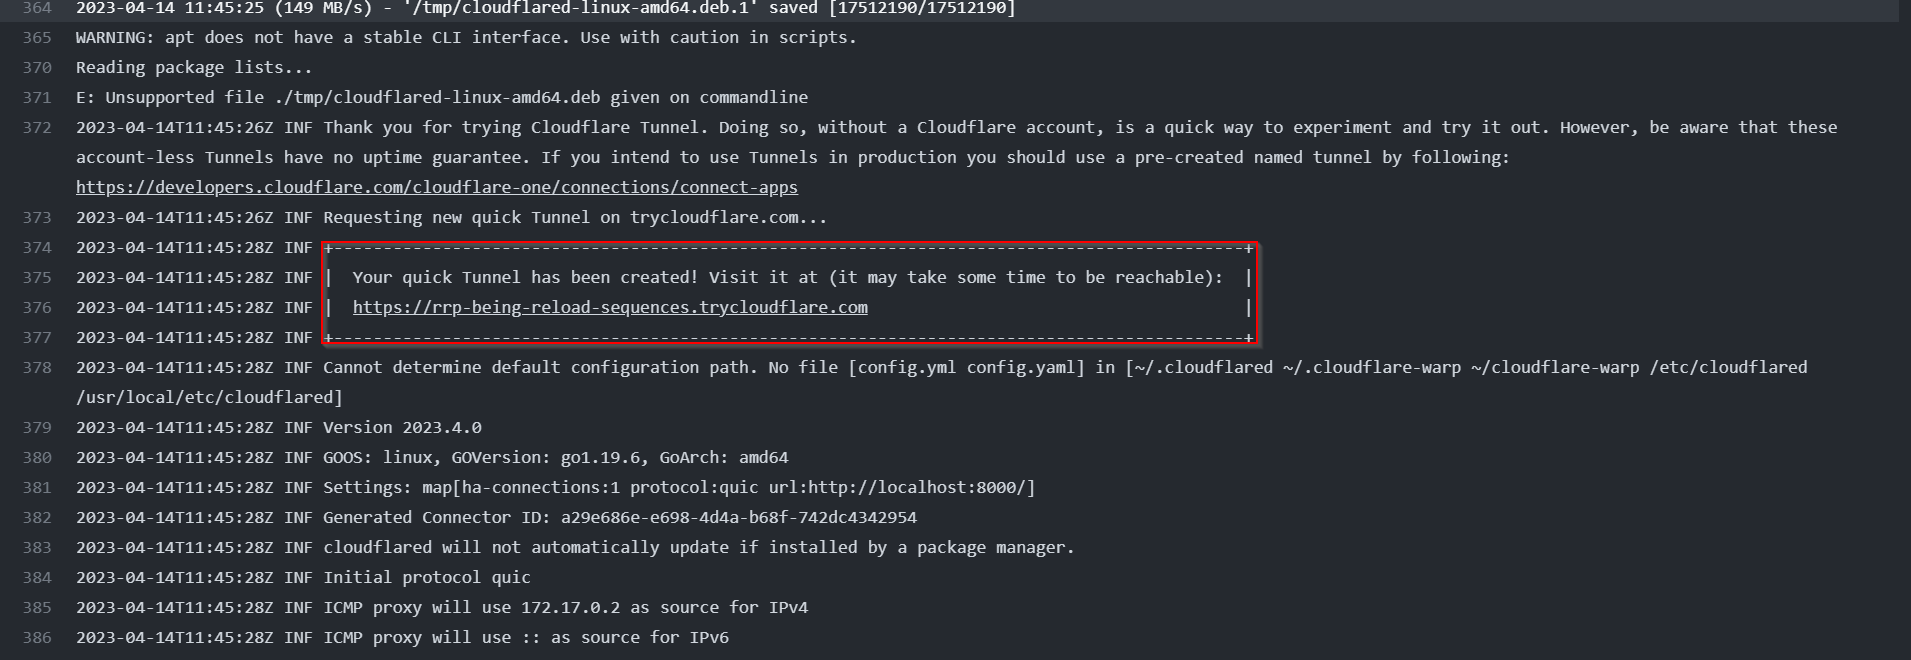 364 2023-04-14 11:45:25 (149 MB/s) - '/tmp/cloudflared-linux-amd64.deb.1' saved [17512190/17512190]
365 WARNING: apt does not have a stable CLI interface. Use with caution in scripts.
370 Reading package lists...
371 E: Unsupported file ./tmp/cloudflared-linux-amd64.deb given on commandline
372 2023-04-14T11:45:26Z INF Thank you for trying Cloudflare Tunnel. Doing so, without a Cloudflare account, is a quick way to experiment and try it out. However, be aware that these
account-less Tunnels have no uptime guarantee. If you intend to use Tunnels in production you should use a pre-created named tunnel by following:
https://developers.cloudflare.com/cloudflare-one/connections/connect-apps
373 2023-04-14T11:45:26Z INF Requesting new quick Tunnel on trycloudflare.com...
374 2023-04-14T11:45:28Z INF +--------------------------------------------------------------------------------------------+
375 2023-04-14T11:45:28Z INF |  Your quick Tunnel has been created! Visit it at (it may take some time to be reachable):  |
376 2023-04-14T11:45:28Z INF |  https://rrp-being-reload-sequences.trycloudflare.com                                      |
377 2023-04-14T11:45:28Z INF +--------------------------------------------------------------------------------------------+
378 2023-04-14T11:45:28Z INF Cannot determine default configuration path. No file [config.yml config.yaml] in [~/.cloudflared ~/.cloudflare-warp ~/cloudflare-warp /etc/cloudflared
/usr/local/etc/cloudflared]
379 2023-04-14T11:45:28Z INF Version 2023.4.0
380 2023-04-14T11:45:28Z INF GOOS: linux, GOVersion: go1.19.6, GoArch: amd64
381 2023-04-14T11:45:28Z INF Settings: map[ha-connections:1 protocol:quic url:http://localhost:8000/]
382 2023-04-14T11:45:28Z INF Generated Connector ID: a29e686e-e698-4d4a-b68f-742dc4342954
383 2023-04-14T11:45:28Z INF cloudflared will not automatically update if installed by a package manager.
384 2023-04-14T11:45:28Z INF Initial protocol quic
385 2023-04-14T11:45:28Z INF ICMP proxy will use 172.17.0.2 as source for IPv4
386 2023-04-14T11:45:28Z INF ICMP proxy will use :: as source for IPv6